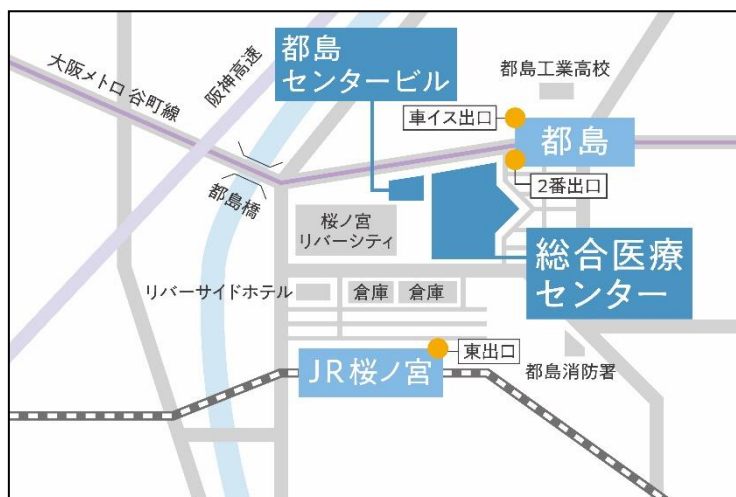 都島
センタービル
都島工業高校
大阪メトロ 谷町線
阪神高速
車イス出口
都島
2番出口
都島橋
桜ノ宮
リバーシティ
総合医療
センター
リバーサイドホテル
倉庫
倉庫
東出口
JR桜ノ宮
都島消防署